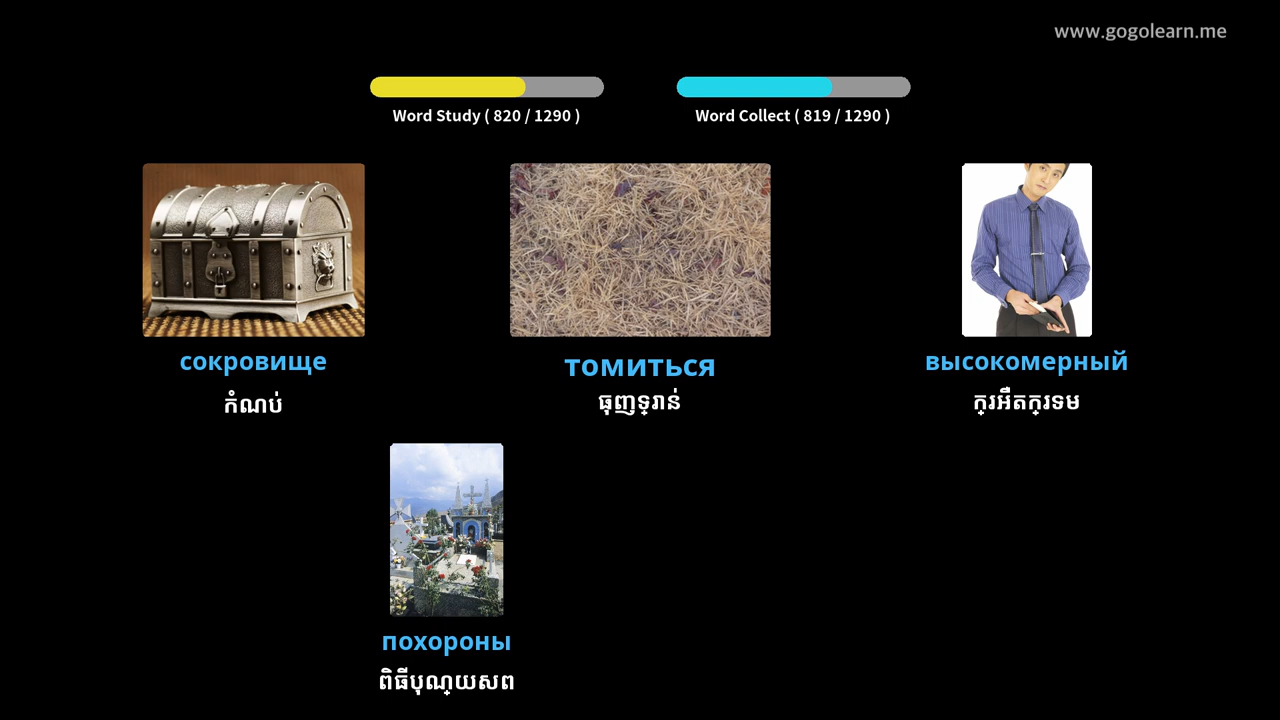 www.gogolearn.me
Word Study ( 820 / 1290 )
Word Collect ( 819 / 1290 )
сокровище
томиться
высокомерный
កំណប់
ធុញទ្រាន់
ក្រអឺតក្រទម
похороны
ពិធីបុណ្យសព